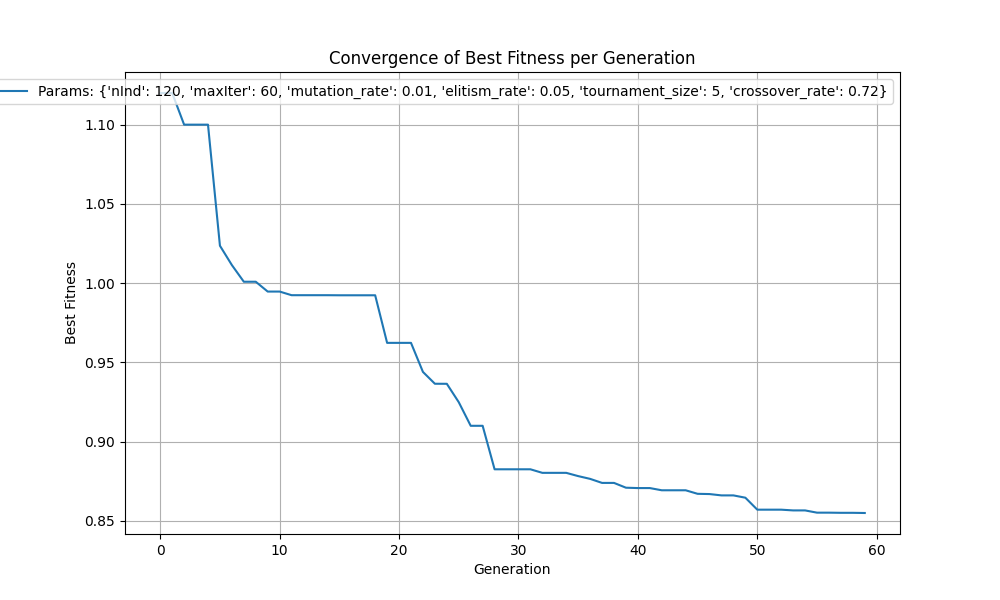 Convergence of Best Fitness per Generation
Params: {'nInd': 120, 'maxIter': 60, 'mutation_rate': 0.01, 'elitism_rate': 0.05, 'tournament_size': 5, 'crossover_rate': 0.72}
1.10
1.05
1.00
0.95
0.90
0.85
Best Fitness
0 10 20 30 40 50 60
Generation